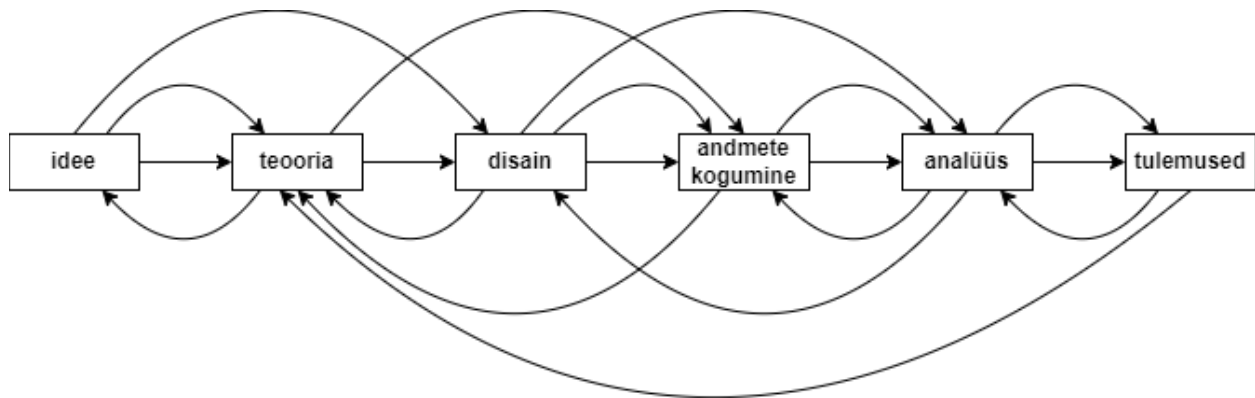 idee
teooria
disain
andmete
kogumine
analüüs
tulemused